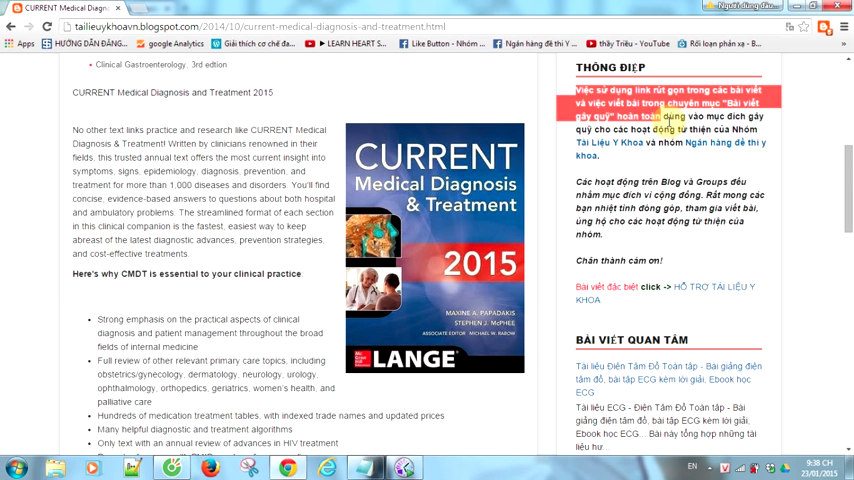 CURRENT Medical Diagno
Người dùng đầu...
tailieuykhoavn.blogspot.com/2014/10/current-medical-diagnosis-and-treatment.html
Apps
HƯỚNG DẪN ĐĂNG...
google Analytics
Giải thích cơ chế đa...
► LEARN HEART S...
Like Button - Nhóm ...
Ngân hàng đề thi Y ...
thầy Triều - YouTube
Rối loạn phản xạ - B...
Clinical Gastroenterology, 3rd edtion
CURRENT Medical Diagnosis and Treatment 2015
No other text links practice and research like CURRENT Medical
Diagnosis & Treatment! Written by clinicians renowned in their
fields, this trusted annual text offers the most current insight into
symptoms, signs, epidemiology, diagnosis, prevention, and
treatment for more than 1,000 diseases and disorders. You'll find
concise, evidence-based answers to questions about both hospital
and ambulatory problems. The streamlined format of each section
in this clinical companion is the fastest, easiest way to keep
abreast of the latest diagnostic advances, prevention strategies,
and cost-effective treatments.
Here's why CMDT is essential to your clinical practice:
Strong emphasis on the practical aspects of clinical
diagnosis and patient management throughout the broad
fields of internal medicine
Full review of other relevant primary care topics, including
obstetrics/gynecology, dermatology, neurology, urology,
ophthalmology, orthopedics, geriatrics, women's health, and
palliative care
Hundreds of medication treatment tables, with indexed trade names and updated prices
Many helpful diagnostic and treatment algorithms
Only text with an annual review of advances in HIV treatment
CURRENT
Medical Diagnosis
& Treatment
2015
MAXINE A. PAPADAKIS
STEPHEN J. McPHEE
ASSOCIATE EDITOR MICHAEL W. RABOW
Mc
Graw
Hill
Education
LANGE
THÔNG ĐIỆP
Việc sử dụng link rút gọn trong các bài viết
và việc viết bài trong chuyên mục "Bài viết
gây quỹ" hoàn toàn dùng vào mục đích gây
quỹ cho các hoạt động từ thiện của Nhóm
Tài Liệu Y Khoa và nhóm Ngân hàng đề thi y
khoa.
Các hoạt động trên Blog và Groups đều
nhằm mục đích vì cộng đồng. Rất mong các
bạn nhiệt tình đóng góp, tham gia viết bài,
ủng hộ cho các hoạt động từ thiện của
nhóm.
Chân thành cảm ơn!
Bài viết đặc biệt click -> HỖ TRỢ TÀI LIỆU Y
KHOA
BÀI VIẾT QUAN TÂM
Tài liệu Điện Tâm Đồ Toàn tập - Bài giảng điện
tâm đồ, bài tập ECG kèm lời giải, Ebook học
ECG
Tài liệu ECG - Điện Tâm Đồ Toàn tập - Bài
giảng điện tâm đồ, bài tập ECG kèm lời giải,
Ebook học ECG... Bài này tổng hợp những tài
liệu hư...
EN
9:38 CH
23/01/2015